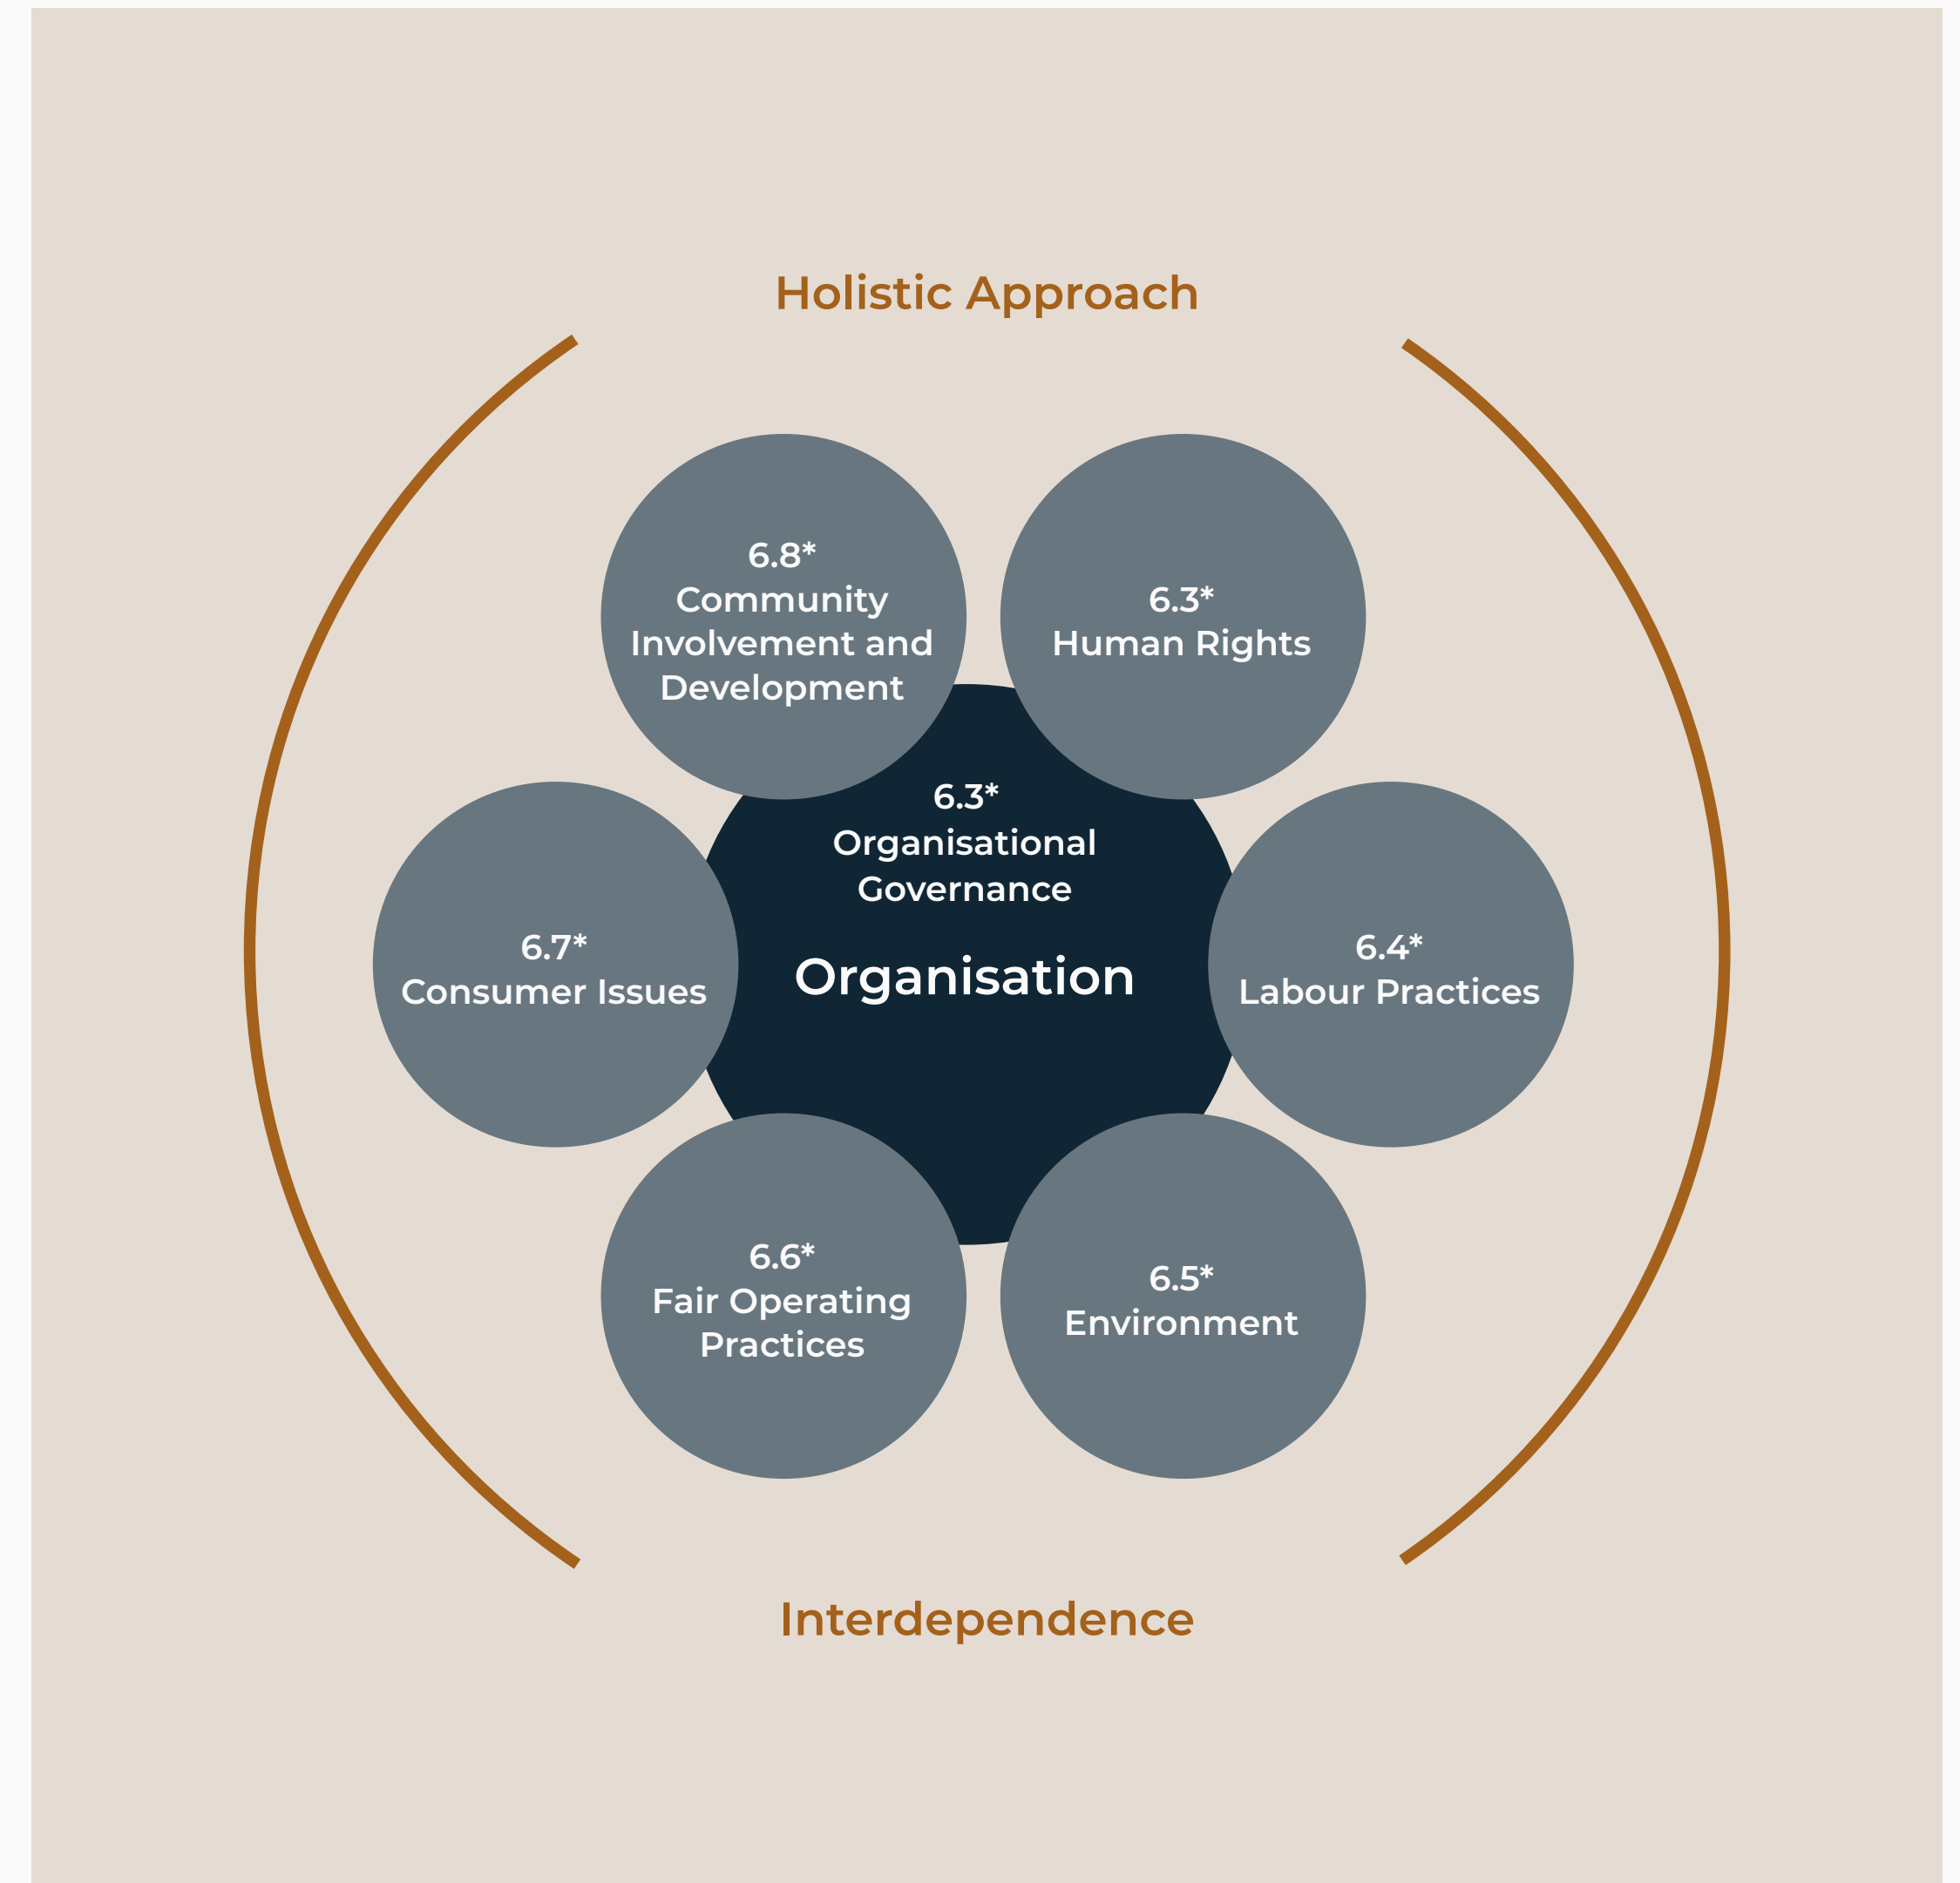 Holistic Approach
6.8*
Community
Involvement and
Development
6.3*
Human Rights
6.3*
Organisational
Governance
Organisation
6.7*
Consumer Issues
6.4*
Labour Practices
6.6*
Fair Operating
Practices
6.5*
Environment
Interdependence